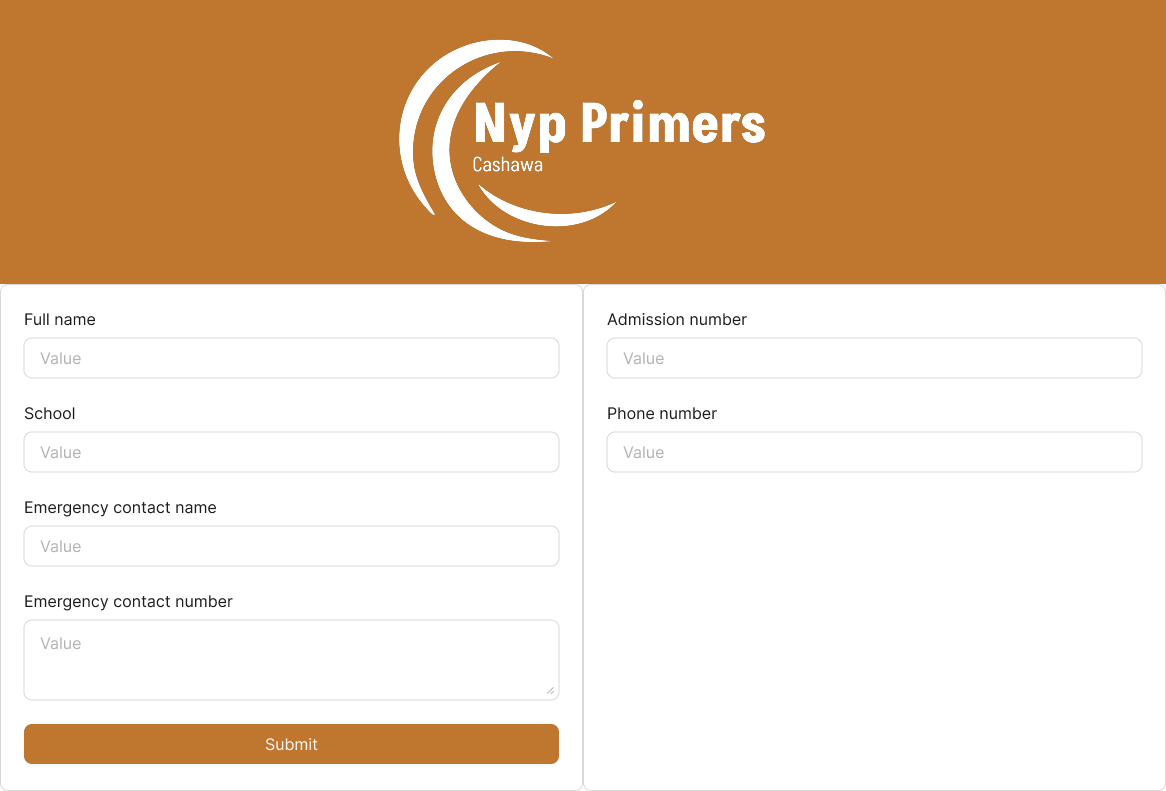 Nyp Primers
Cashawa
Full name
Value
School
Value
Emergency contact name
Value
Emergency contact number
Value
Submit
Admission number
Value
Phone number
Value